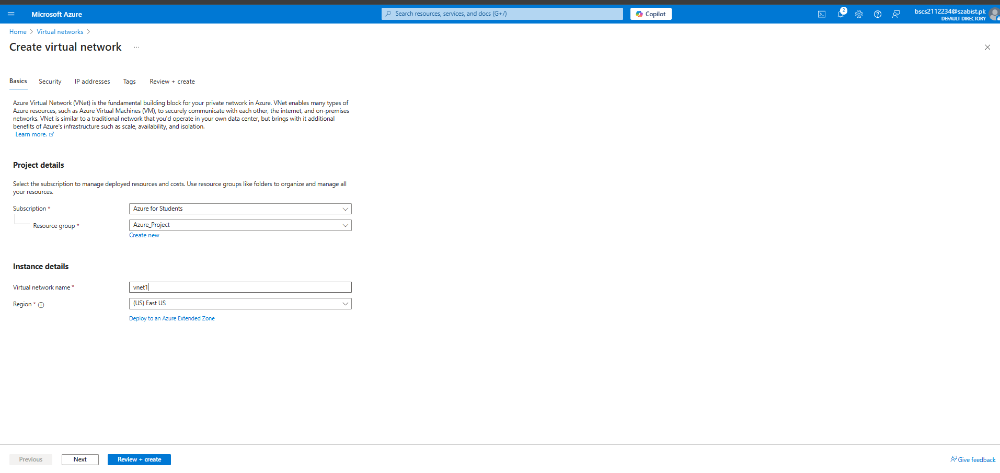 Microsoft Azure
Search resources, services, and docs (G+/)
Copilot
2
bscs2112234@szabist.pk
DEFAULT DIRECTORY
Home > Virtual networks >
Create virtual network ...
Basics Security IP addresses Tags Review + create
Azure Virtual Network (VNet) is the fundamental building block for your private network in Azure. VNet enables many types of
Azure resources, such as Azure Virtual Machines (VM), to securely communicate with each other, the internet, and on-premises
networks. VNet is similar to a traditional network that you'd operate in your own data center, but brings with it additional
benefits of Azure's infrastructure such as scale, availability, and isolation.
Learn more.
Project details
Select the subscription to manage deployed resources and costs. Use resource groups like folders to organize and manage all
your resources.
Subscription * Azure for Students
Resource group * Azure_Project
Create new
Instance details
Virtual network name * vnet1
Region * (US) East US
Deploy to an Azure Extended Zone
Previous Next Review + create Give feedback